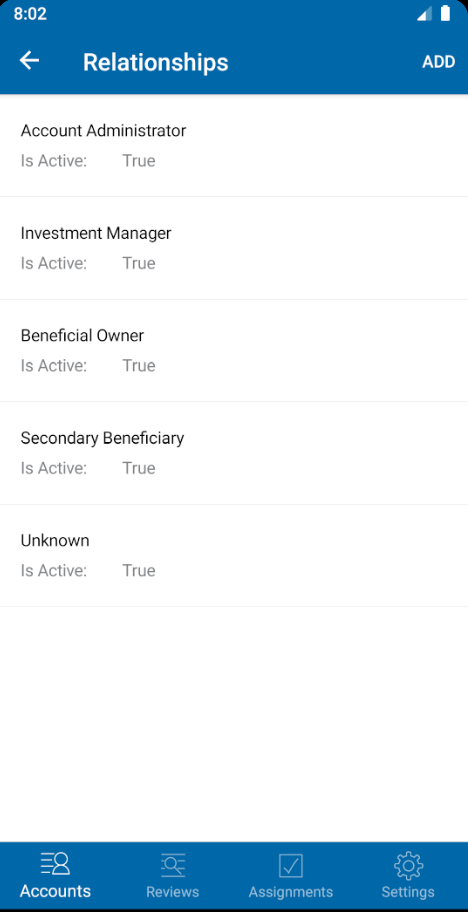 8:02
Relationships ADD
Account Administrator
Is Active: True
Investment Manager
Is Active: True
Beneficial Owner
Is Active: True
Secondary Beneficiary
Is Active: True
Unknown
Is Active: True
Accounts Reviews Assignments Settings